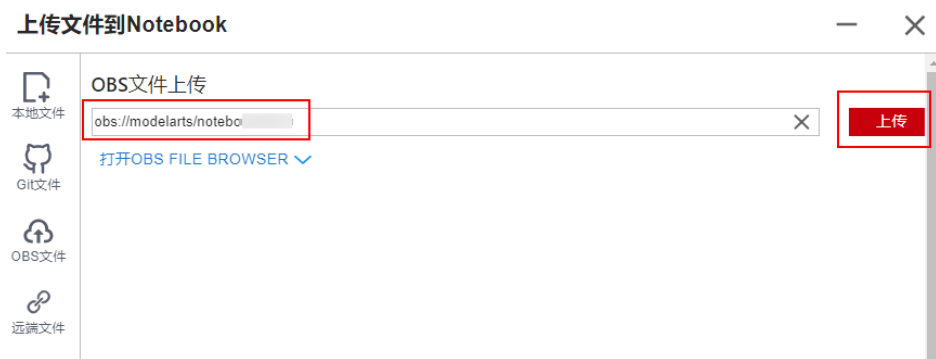 上传文件到Notebook
本地文件
Git文件
OBS文件
远端文件
OBS文件上传
obs://modelarts/notebo
上传
打开OBS FILE BROWSER